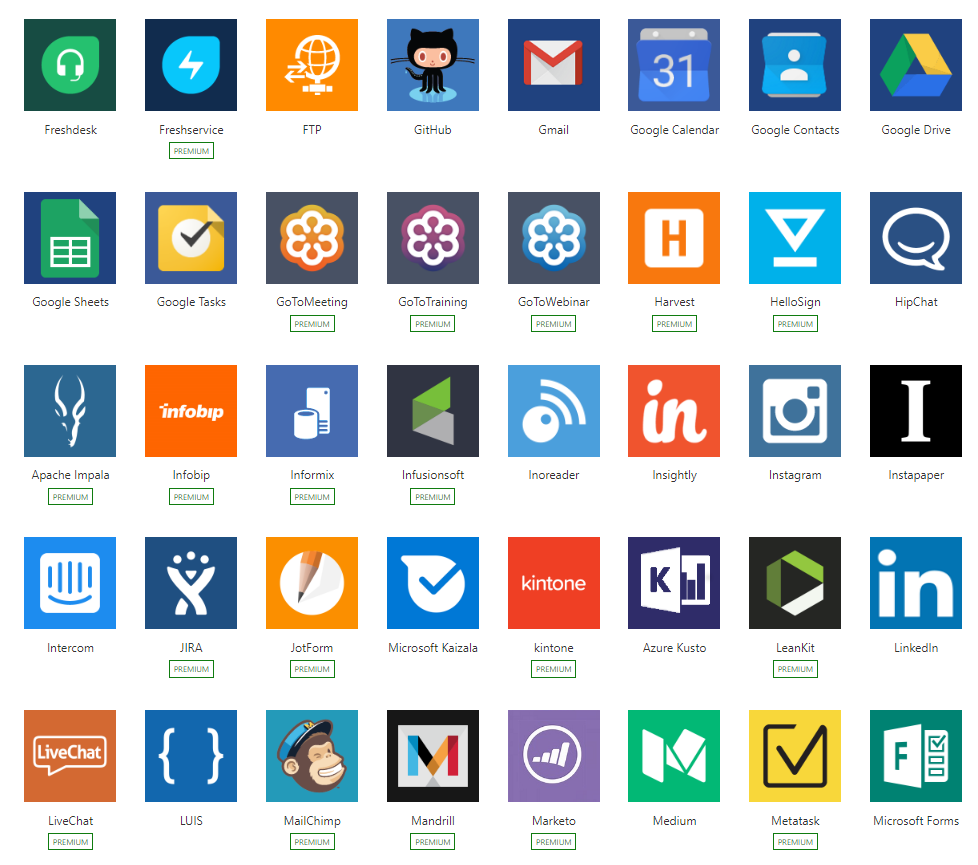 31
Freshdesk Freshservice FTP GitHub Gmail Google Calendar Google Contacts Google Drive
PREMIUM
H
Google Sheets Google Tasks GoToMeeting GoToTraining GoToWebinar Harvest HelloSign HipChat
PREMIUM PREMIUM PREMIUM PREMIUM PREMIUM
infobip in I
Apache Impala Infobip Informix Infusionsoft Inoreader Insightly Instagram Instapaper
PREMIUM PREMIUM PREMIUM PREMIUM
kintone K in
Intercom JIRA JotForm Microsoft Kaizala kintone Azure Kusto LeanKit LinkedIn
PREMIUM PREMIUM PREMIUM PREMIUM
LiveChat { } M M F
LiveChat LUIS MailChimp Mandrill Marketo Medium Metatask Microsoft Forms
PREMIUM PREMIUM PREMIUM PREMIUM PREMIUM